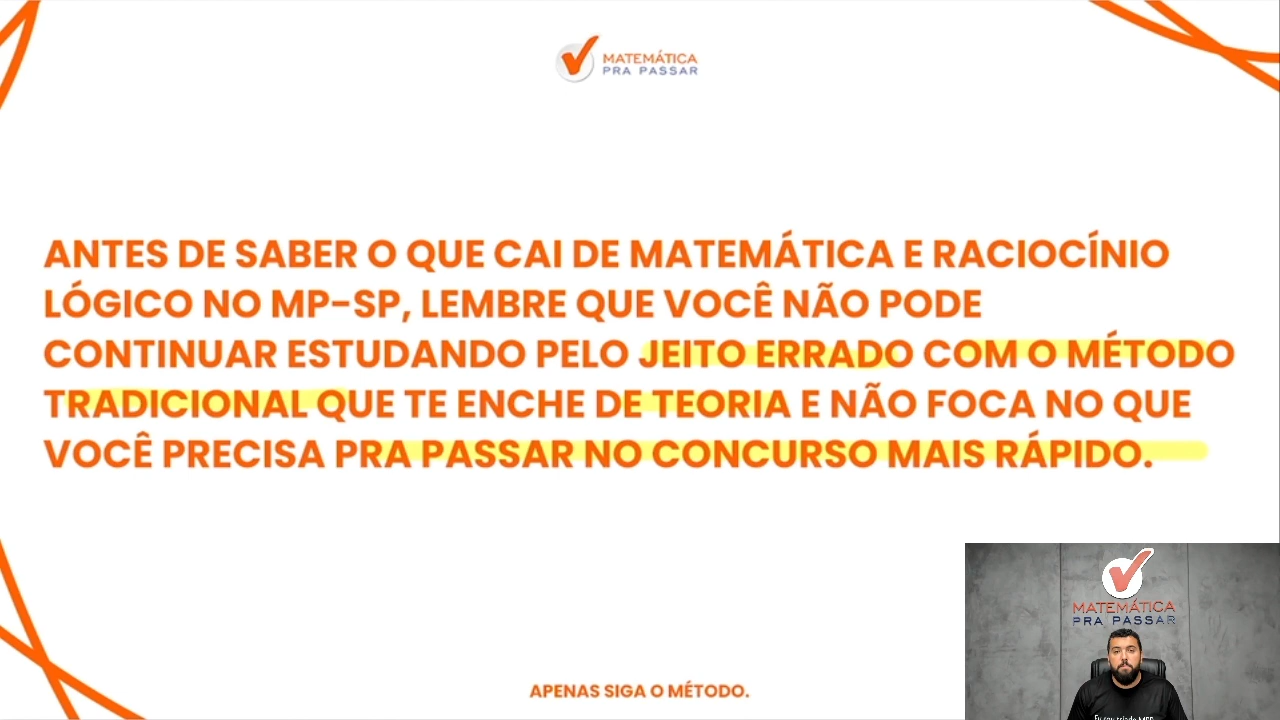 MATEMÁTICA
PRA PASSAR
ANTES DE SABER O QUE CAI DE MATEMÁTICA E RACIOCÍNIO
LÓGICO NO MP-SP, LEMBRE QUE VOCÊ NÃO PODE
CONTINUAR ESTUDANDO PELO JEITO ERRADO COM O MÉTODO
TRADICIONAL QUE TE ENCHE DE TEORIA E NÃO FOCA NO QUE
VOCÊ PRECISA PRA PASSAR NO CONCURSO MAIS RÁPIDO.
MATEMÁTICA
PRA PASSAR
APENAS SIGA O MÉTODO.